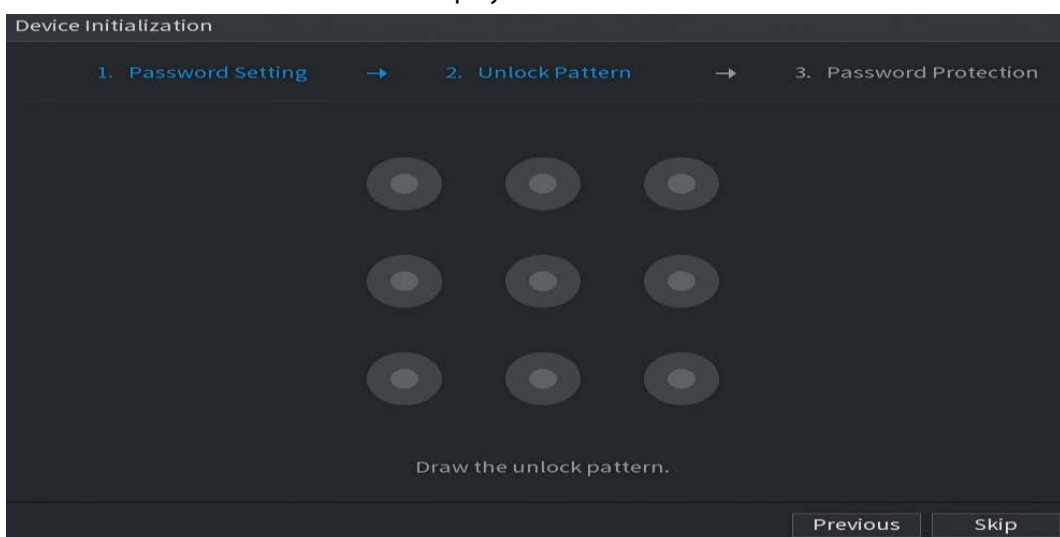 Device Initialization
1. Password Setting → 2. Unlock Pattern → 3. Password Protection
Draw the unlock pattern.
Previous Skip